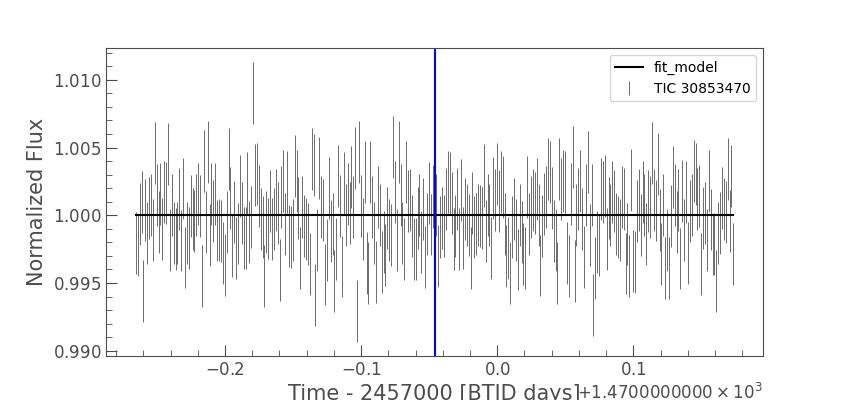 fit_model
TIC 30853470
Normalized Flux
1.010
1.005
1.000
0.995
0.990
−0.2
−0.1
0.0
0.1
Time - 2457000 [BTJD days]
+1.4700000000 × 10³